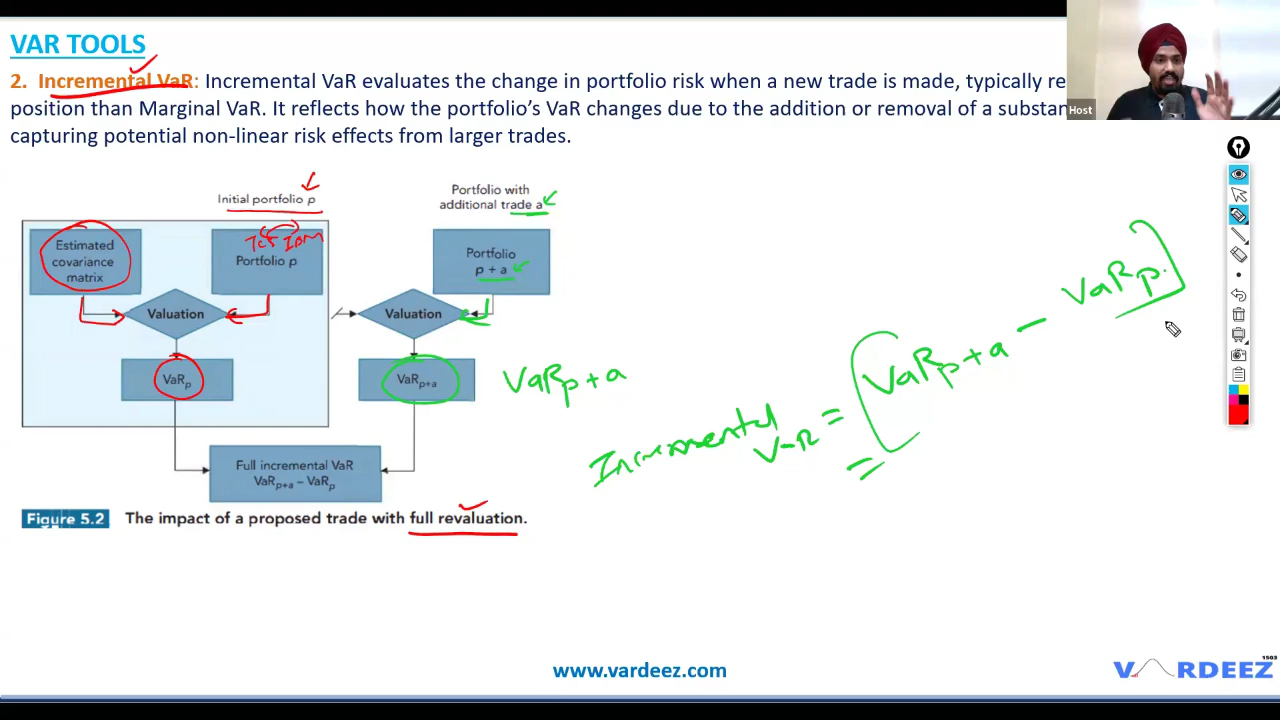 VAR TOOLS
2. Incremental VaR: Incremental VaR evaluates the change in portfolio risk when a new trade is made, typically re
position than Marginal VaR. It reflects how the portfolio's VaR changes due to the addition or removal of a substan
capturing potential non-linear risk effects from larger trades.
Host
Initial portfolio p
Portfolio with
additional trade a
Estimated
covariance
matrix
TCS IBM
Portfolio p
Portfolio
p + a
Valuation
Valuation
VaRp
VaRp+a
VaRp+a
Incremental
VaR = [VaRp+a − VaRp]
Full incremental VaR
VaRp+a – VaRp
Figure 5.2 The impact of a proposed trade with full revaluation.
www.vardeez.com
1503
VARDEEZ